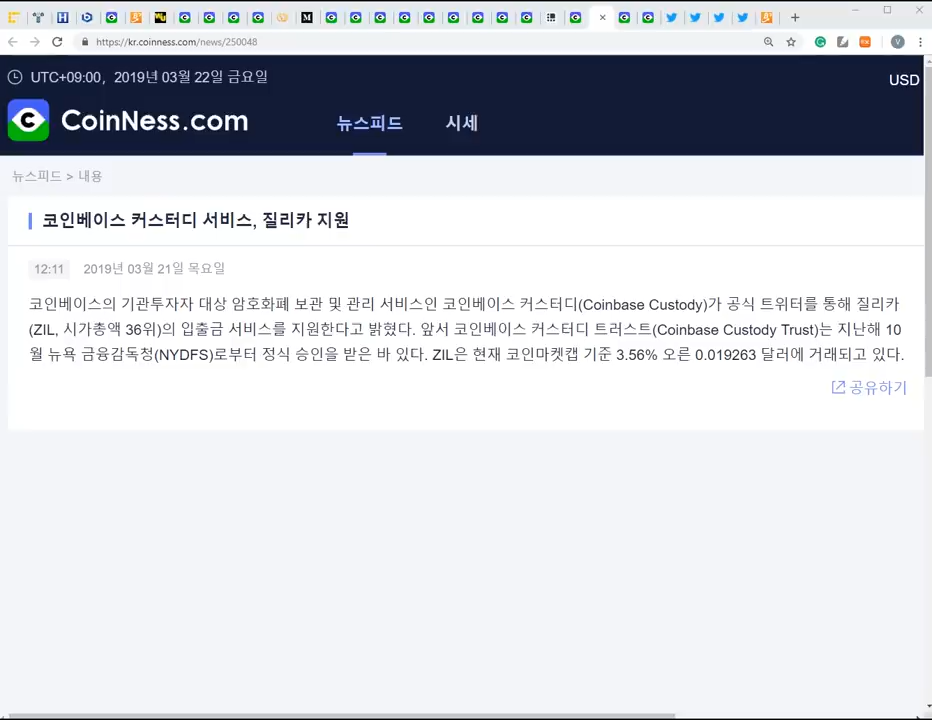 https://kr.coinness.com/news/250048
UTC+09:00, 2019년 03월 22일 금요일
USD
CoinNess.com
뉴스피드
시세
뉴스피드 > 내용
코인베이스 커스터디 서비스, 질리카 지원
12:11 2019년 03월 21일 목요일
코인베이스의 기관투자자 대상 암호화폐 보관 및 관리 서비스인 코인베이스 커스터디(Coinbase Custody)가 공식 트위터를 통해 질리카
(ZIL, 시가총액 36위)의 입출금 서비스를 지원한다고 밝혔다. 앞서 코인베이스 커스터디 트러스트(Coinbase Custody Trust)는 지난해 10
월 뉴욕 금융감독청(NYDFS)로부터 정식 승인을 받은 바 있다. ZIL은 현재 코인마켓캡 기준 3.56% 오른 0.019263 달러에 거래되고 있다.
공유하기